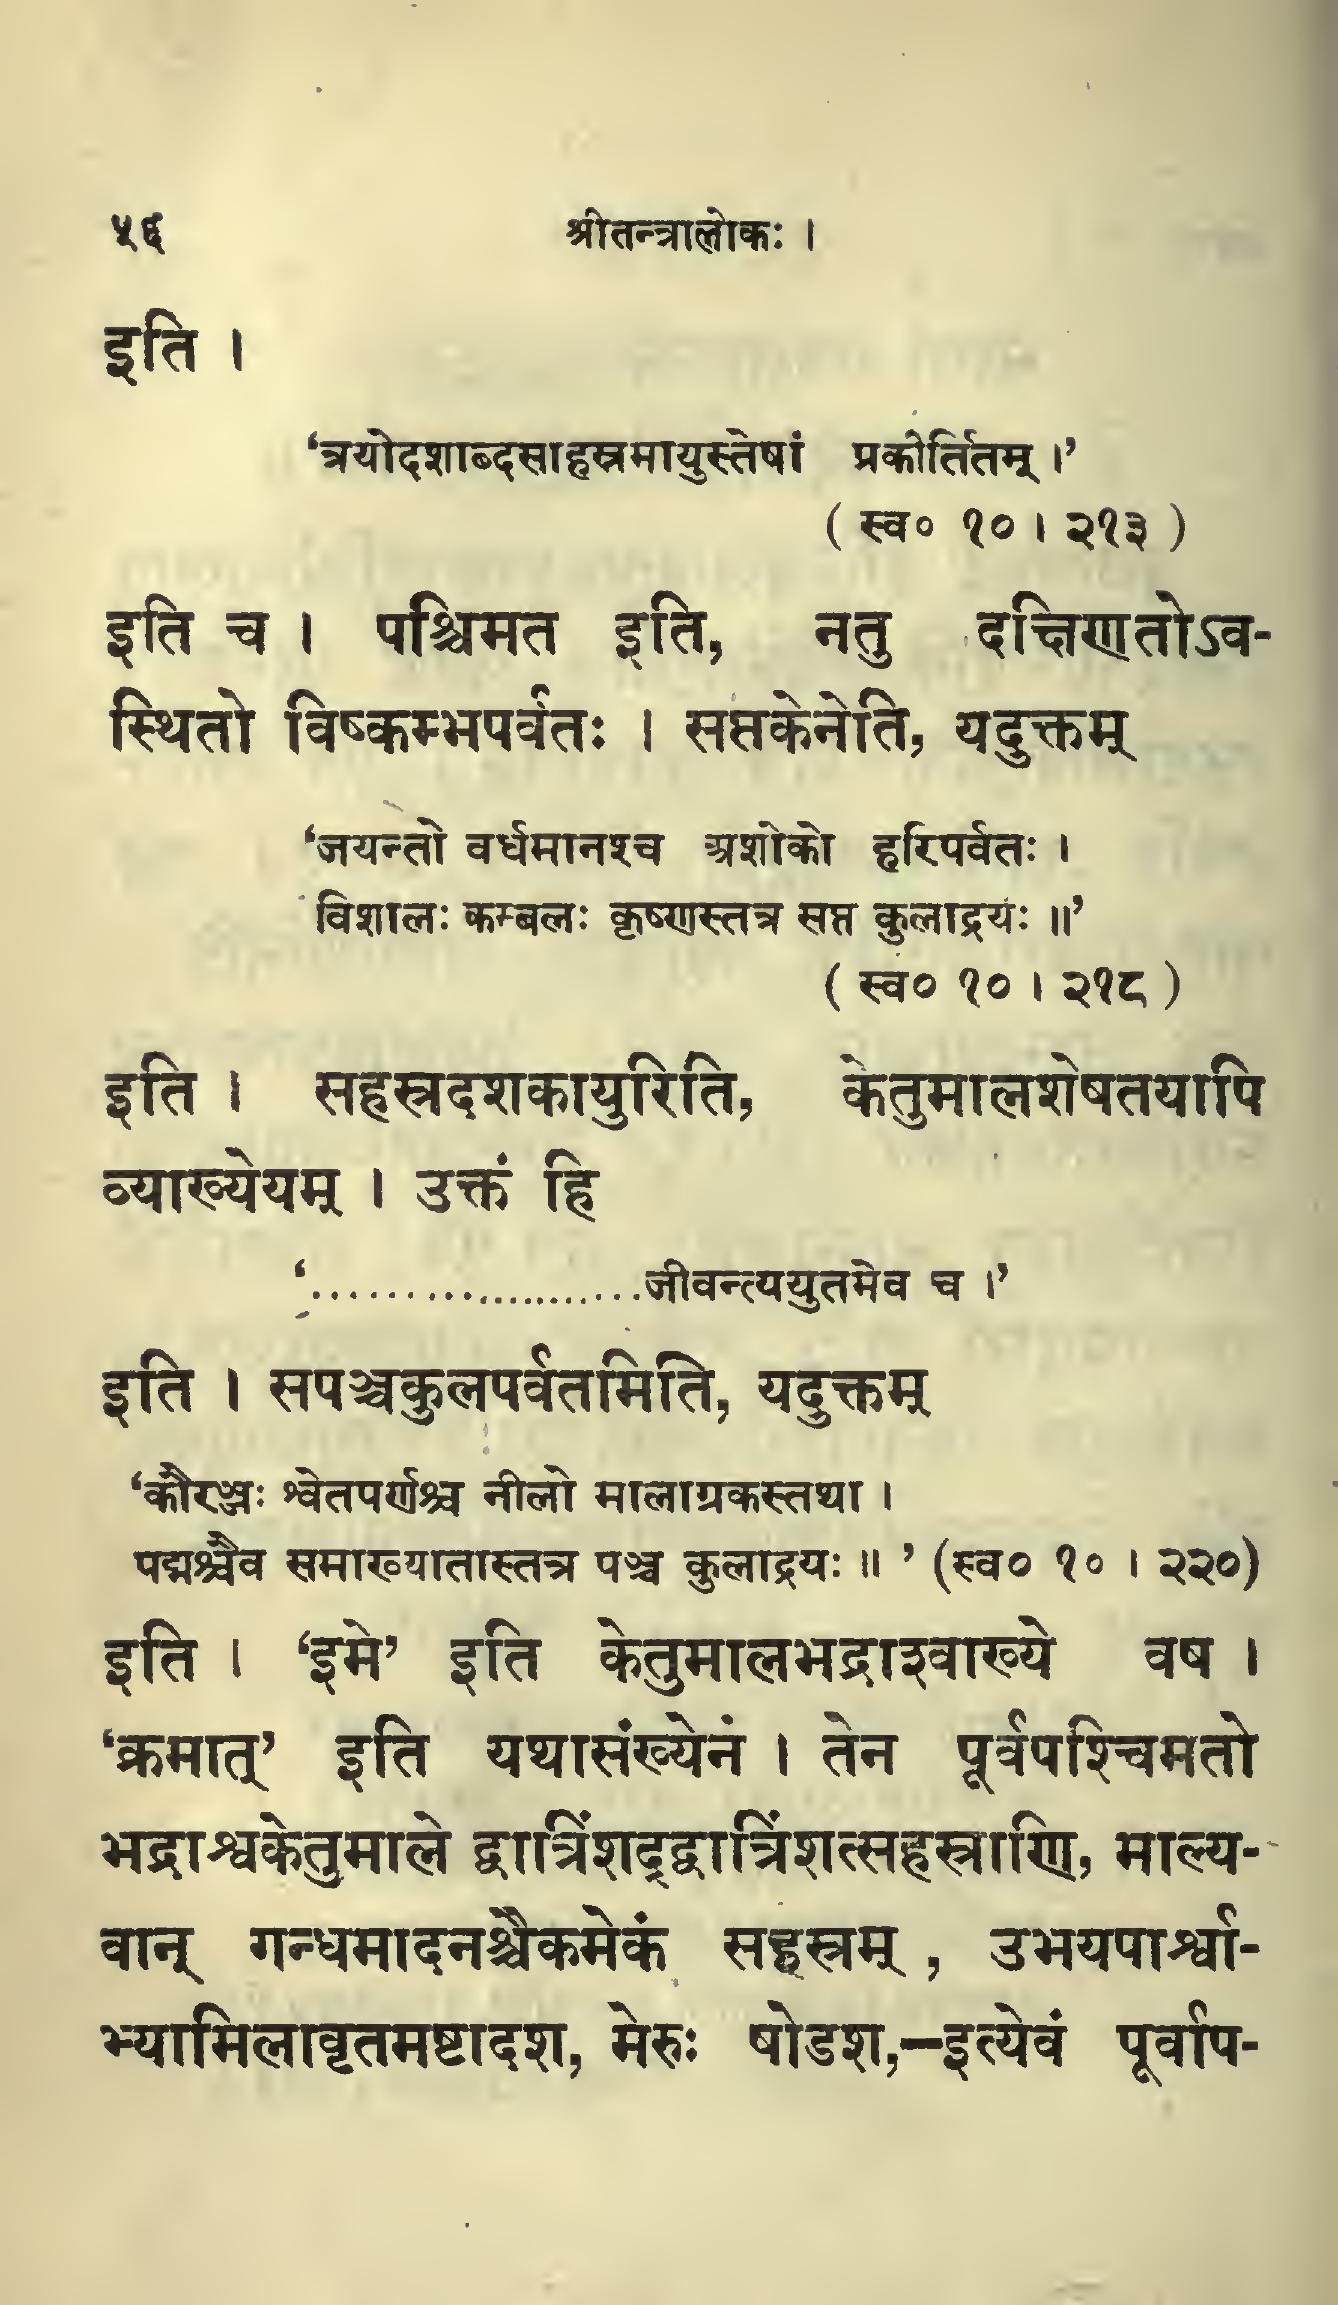 ५६ श्रीतन्त्रालोकः ।
इति ।
‘त्रयोदशाब्दसाहस्रमायुस्तेषां प्रकीर्तितम् ।’
( स्व० १० । २१३ )
इति च । पश्चिमत इति, नतु दक्षिणतोऽव-
स्थितो विष्कम्भपर्वतः । सप्तकेनेति, यदुक्तम्
‘जयन्तो वर्धमानश्च अशोको हरिपर्वतः ।
विशालः कम्बलः कृष्णस्तत्र सप्त कुलाद्रयः ॥’
( स्व० १० । २१८ )
इति । सहस्रदशकायुरिति, केतुमालशेषतयापि
व्याख्येयम् । उक्तं हि
‘.....................जीवन्त्ययुतमेव च ।’
इति । सपञ्चकुलपर्वतमिति, यदुक्तम्
‘कौरञ्जः श्वेतपर्णश्च नीलो मालाग्रकस्तथा ।
पद्मश्चैव समाख्यातास्तत्र पञ्च कुलाद्रयः ॥ ’ (स्व० १० । २२०)
इति । ‘इमे’ इति केतुमालभद्राश्वाख्ये वष ।
‘क्रमात्’ इति यथासंख्येनं । तेन पूर्वपश्चिमतो
भद्राश्वकेतुमाले द्वात्रिंशद्द्वात्रिंशत्सहस्राणि, माल्य-
वान् गन्धमादनश्चैकमेकं सहस्रम् , उभयपार्श्वा-
भ्यामिलावृतमष्टादश, मेरुः षोडश,—इत्येवं पूर्वाप-